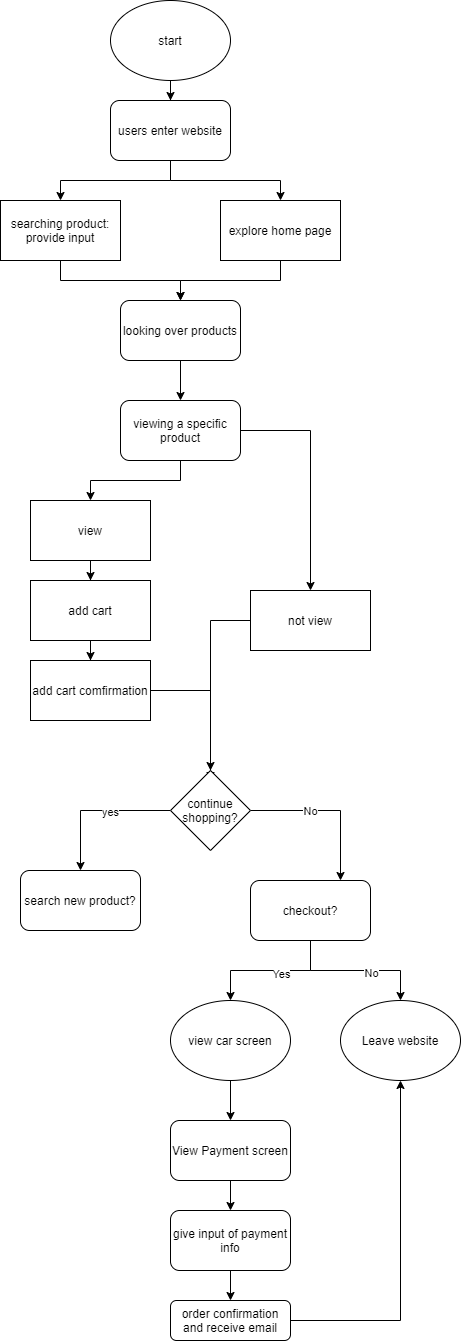 start
users enter website
searching product:
provide input
explore home page
looking over products
viewing a specific
product
view
add cart
not view
add cart comfirmation
continue
shopping?
yes
No
search new product?
checkout?
Yes
No
view car screen
Leave website
View Payment screen
give input of payment
info
order confirmation
and receive email